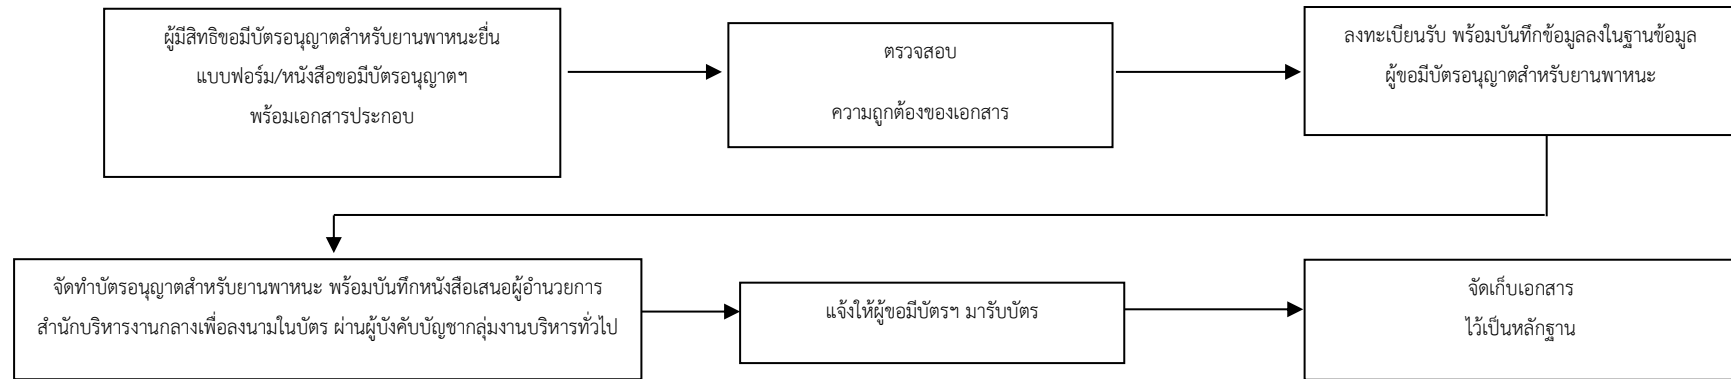 ผู้มีสิทธิขอมีบัตรอนุญาตสำหรับยานพาหนะยื่น
แบบฟอร์ม/หนังสือขอมีบัตรอนุญาตฯ
พร้อมเอกสารประกอบ
ตรวจสอบ
ความถูกต้องของเอกสาร
ลงทะเบียนรับ พร้อมบันทึกข้อมูลลงในฐานข้อมูล
ผู้ขอมีบัตรอนุญาตสำหรับยานพาหนะ
จัดทำบัตรอนุญาตสำหรับยานพาหนะ พร้อมบันทึกหนังสือเสนอผู้อำนวยการ
สำนักบริหารงานกลางเพื่อลงนามในบัตร ผ่านผู้บังคับบัญชากลุ่มงานบริหารทั่วไป
แจ้งให้ผู้ขอมีบัตรฯ มารับบัตร
จัดเก็บเอกสาร
ไว้เป็นหลักฐาน